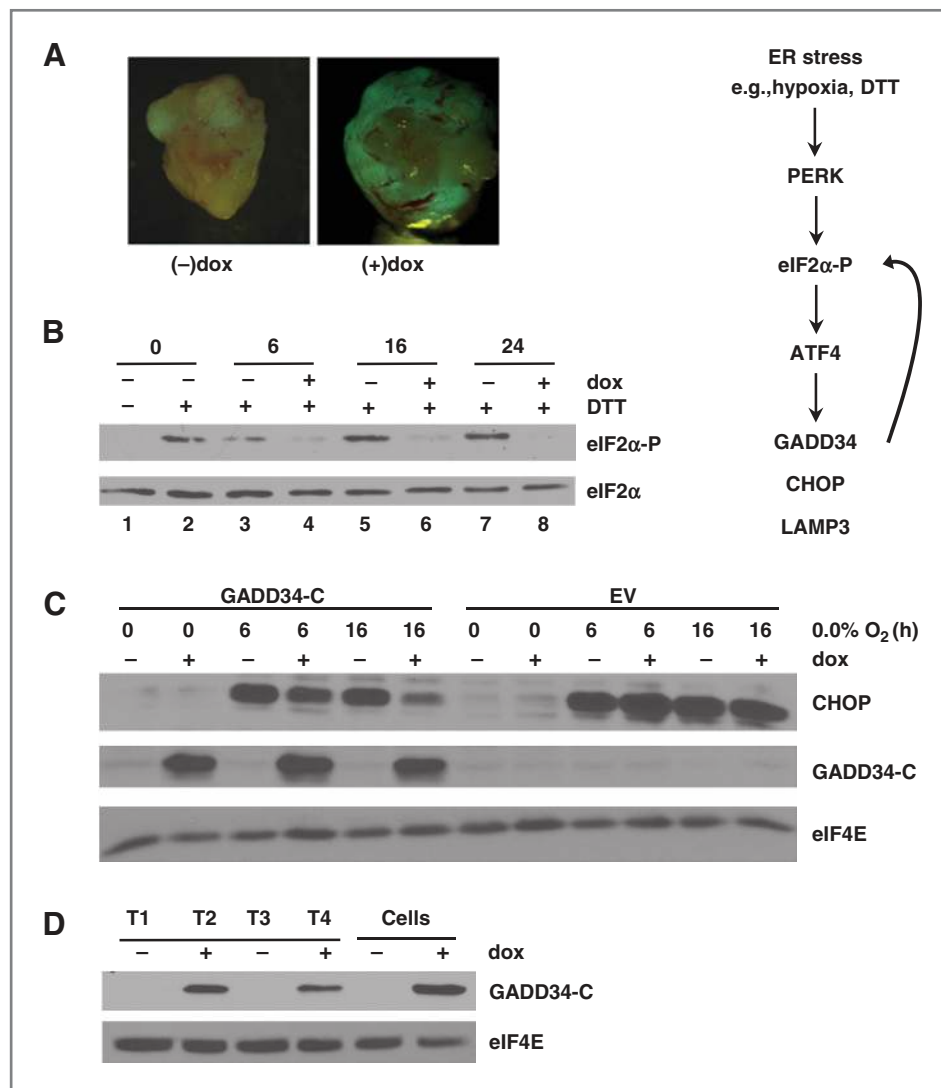 A
(–)dox
(+)dox
ER stress
e.g.,hypoxia, DTT
PERK
eIF2α-P
ATF4
GADD34
CHOP
LAMP3
B
0 6 16 24
– – – + – + – + dox
– + + + + + + + DTT
eIF2α-P
eIF2α
1 2 3 4 5 6 7 8
C
GADD34-C EV
0 0 6 6 16 16 0 0 6 6 16 16 0.0% O2 (h)
– + – + – + – + – + – + dox
CHOP
GADD34-C
eIF4E
D
T1 T2 T3 T4 Cells
– + – + – + dox
GADD34-C
eIF4E